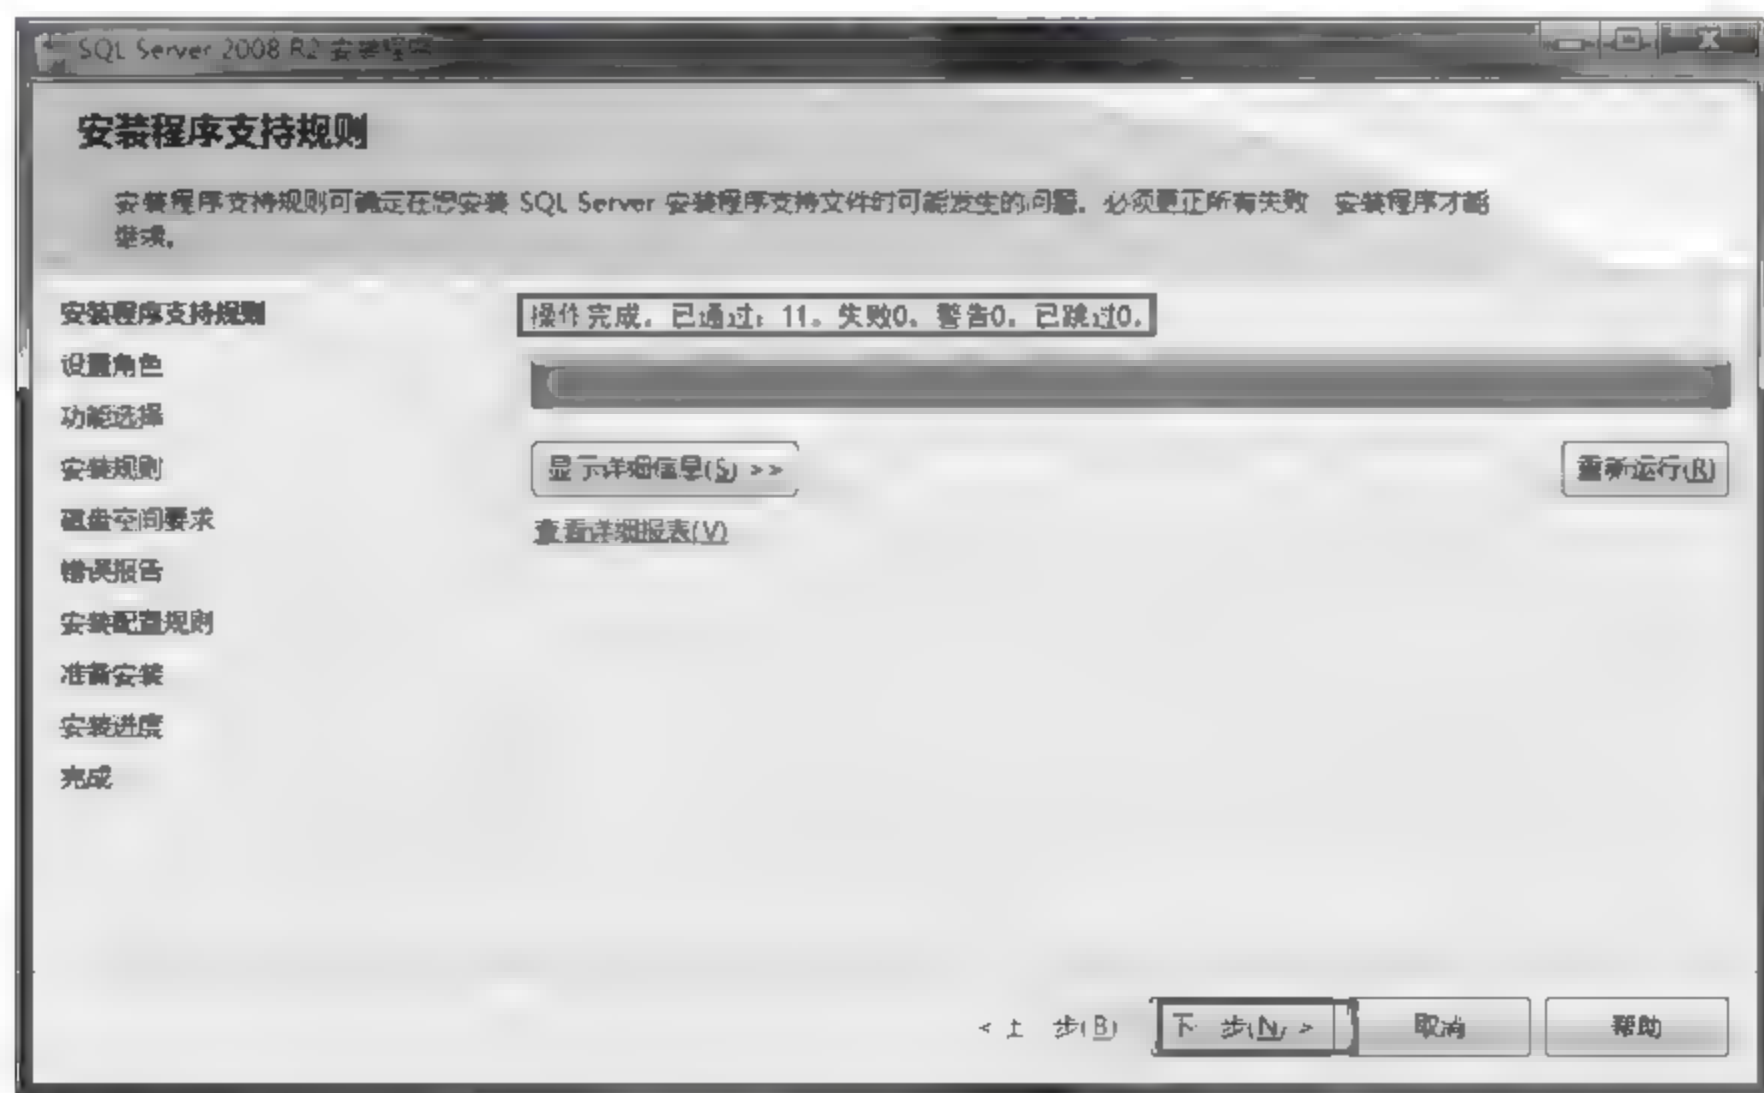 SQL Server 2008 R2 安装程序
安装程序支持规则
安装程序支持规则可确定在您安装 SQL Server 安装程序支持文件时可能发生的问题。必须更正所有失败 安装程序才能
继续。
安装程序支持规则
设置角色
功能选择
安装规则
磁盘空间要求
错误报告
安装配置规则
准备安装
安装进度
完成
操作完成。已通过: 11。失败0。警告0。已跳过0。
显示详细信息(S) >>
重新运行(R)
查看详细报表(V)
< 上 步(B)
下 步(N) >
取消
帮助